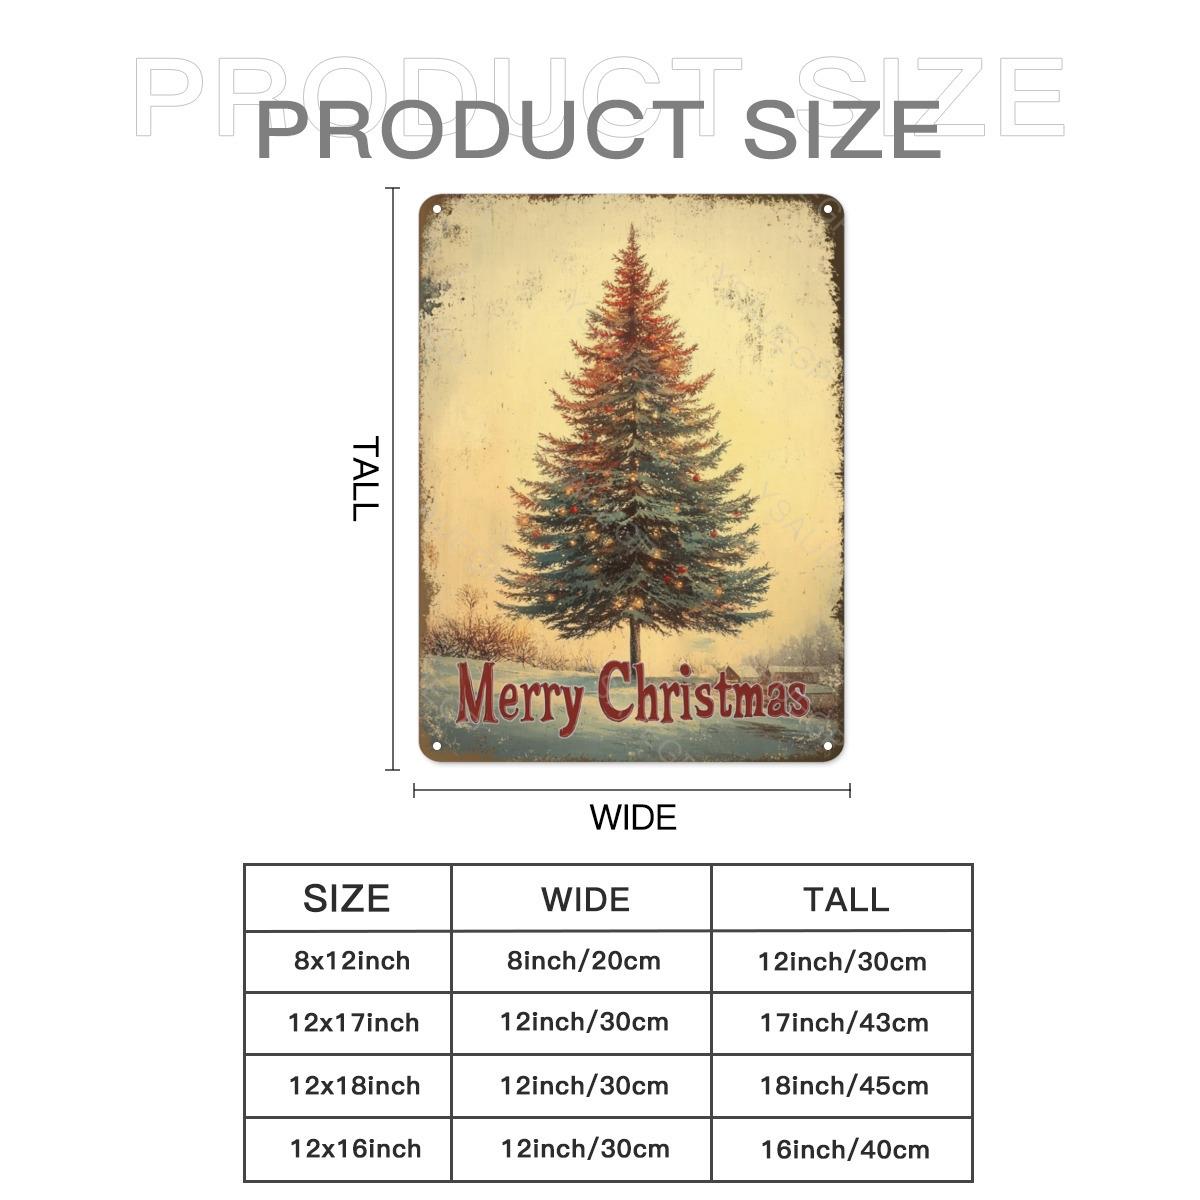 PRODUCT SIZE
PRODUCT SIZE
TALL
Merry Christmas
WIDE
SIZE WIDE TALL
8x12inch 8inch/20cm 12inch/30cm
12x17inch 12inch/30cm 17inch/43cm
12x18inch 12inch/30cm 18inch/45cm
12x16inch 12inch/30cm 16inch/40cm